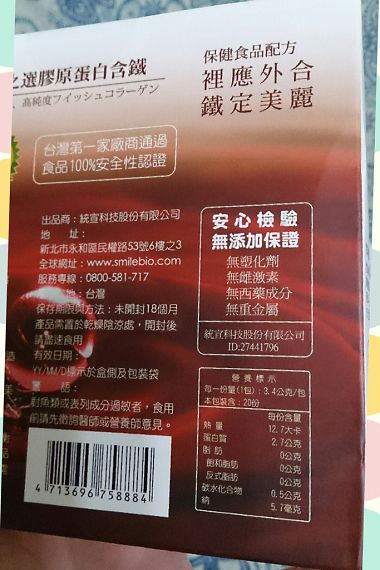 之選膠原蛋白含鐵
高純度フイッシュコラーゲン
保健食品配方
裡應外合
鐵定美麗
台灣第一家廠商通過
食品100%安全性認證
出品商：統宣科技股份有限公司
地 址：
新北市永和區民權路53號6樓之3
全球網址：www.smilebio.com
服務專線：0800-581-717
地：台灣
保存期限與方法：未開封18個月
產品需置於乾燥陰涼處，開封後
請盡速食用
有效日期：
YY/MM/D標示於盒側及包裝袋
語：
對魚類或表列成分過敏者，食用
前請先徵詢醫師或營養師意見。
4 713696 758884
安心檢驗
無添加保證
無塑化劑
無雌激素
無西藥成分
無重金屬
統宣科技股份有限公司
ID:27441796
營養標示
每一份量(1包)：3.4公克/包
本包裝含：20份
每份含量
熱量 12.7大卡
蛋白質 2.7公克
脂肪 0公克
飽和脂肪 0公克
反式脂肪 0公克
碳水化合物 0.5公克
鈉 5.7毫克